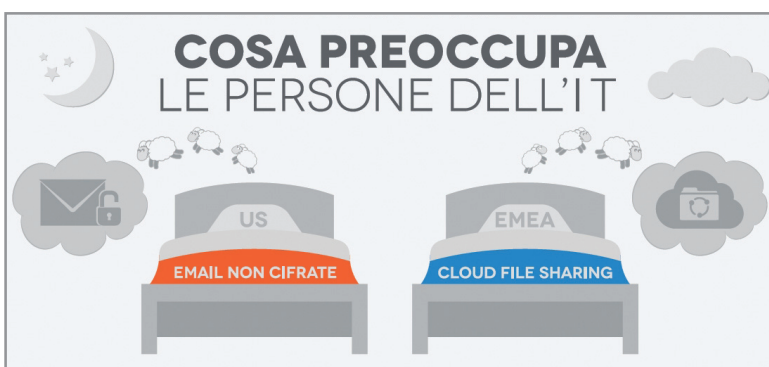 COSA PREOCCUPA
LE PERSONE DELL'IT
US
EMAIL NON CIFRATE
EMEA
CLOUD FILE SHARING